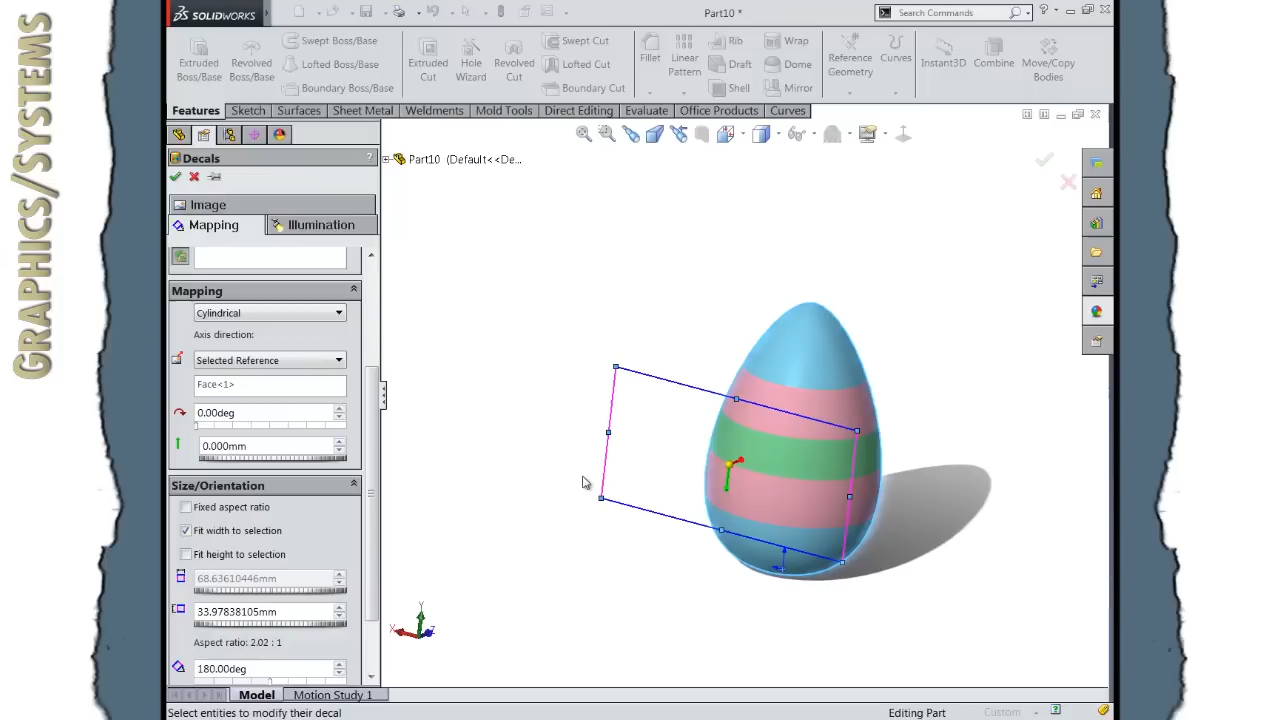 GRAPHICS/SYSTEMS
SOLIDWORKS
Part10 *
Search Commands
Extruded Boss/Base
Revolved Boss/Base
Swept Boss/Base
Lofted Boss/Base
Boundary Boss/Base
Extruded Cut
Hole Wizard
Revolved Cut
Swept Cut
Lofted Cut
Boundary Cut
Fillet
Linear Pattern
Rib
Draft
Shell
Wrap
Dome
Mirror
Reference Geometry
Curves
Instant3D
Combine
Move/Copy Bodies
Features
Sketch
Surfaces
Sheet Metal
Weldments
Mold Tools
Direct Editing
Evaluate
Office Products
Curves
Part10 (Default<<De...
Decals
?
Image
Mapping
Illumination
Mapping
Cylindrical
Axis direction:
Selected Reference
Face<1>
0.00deg
0.000mm
Size/Orientation
Fixed aspect ratio
Fit width to selection
Fit height to selection
68.63610446mm
33.97838105mm
Aspect ratio: 2.02 : 1
180.00deg
Y
X
Z
Model
Motion Study 1
Select entities to modify their decal
Editing Part
Custom